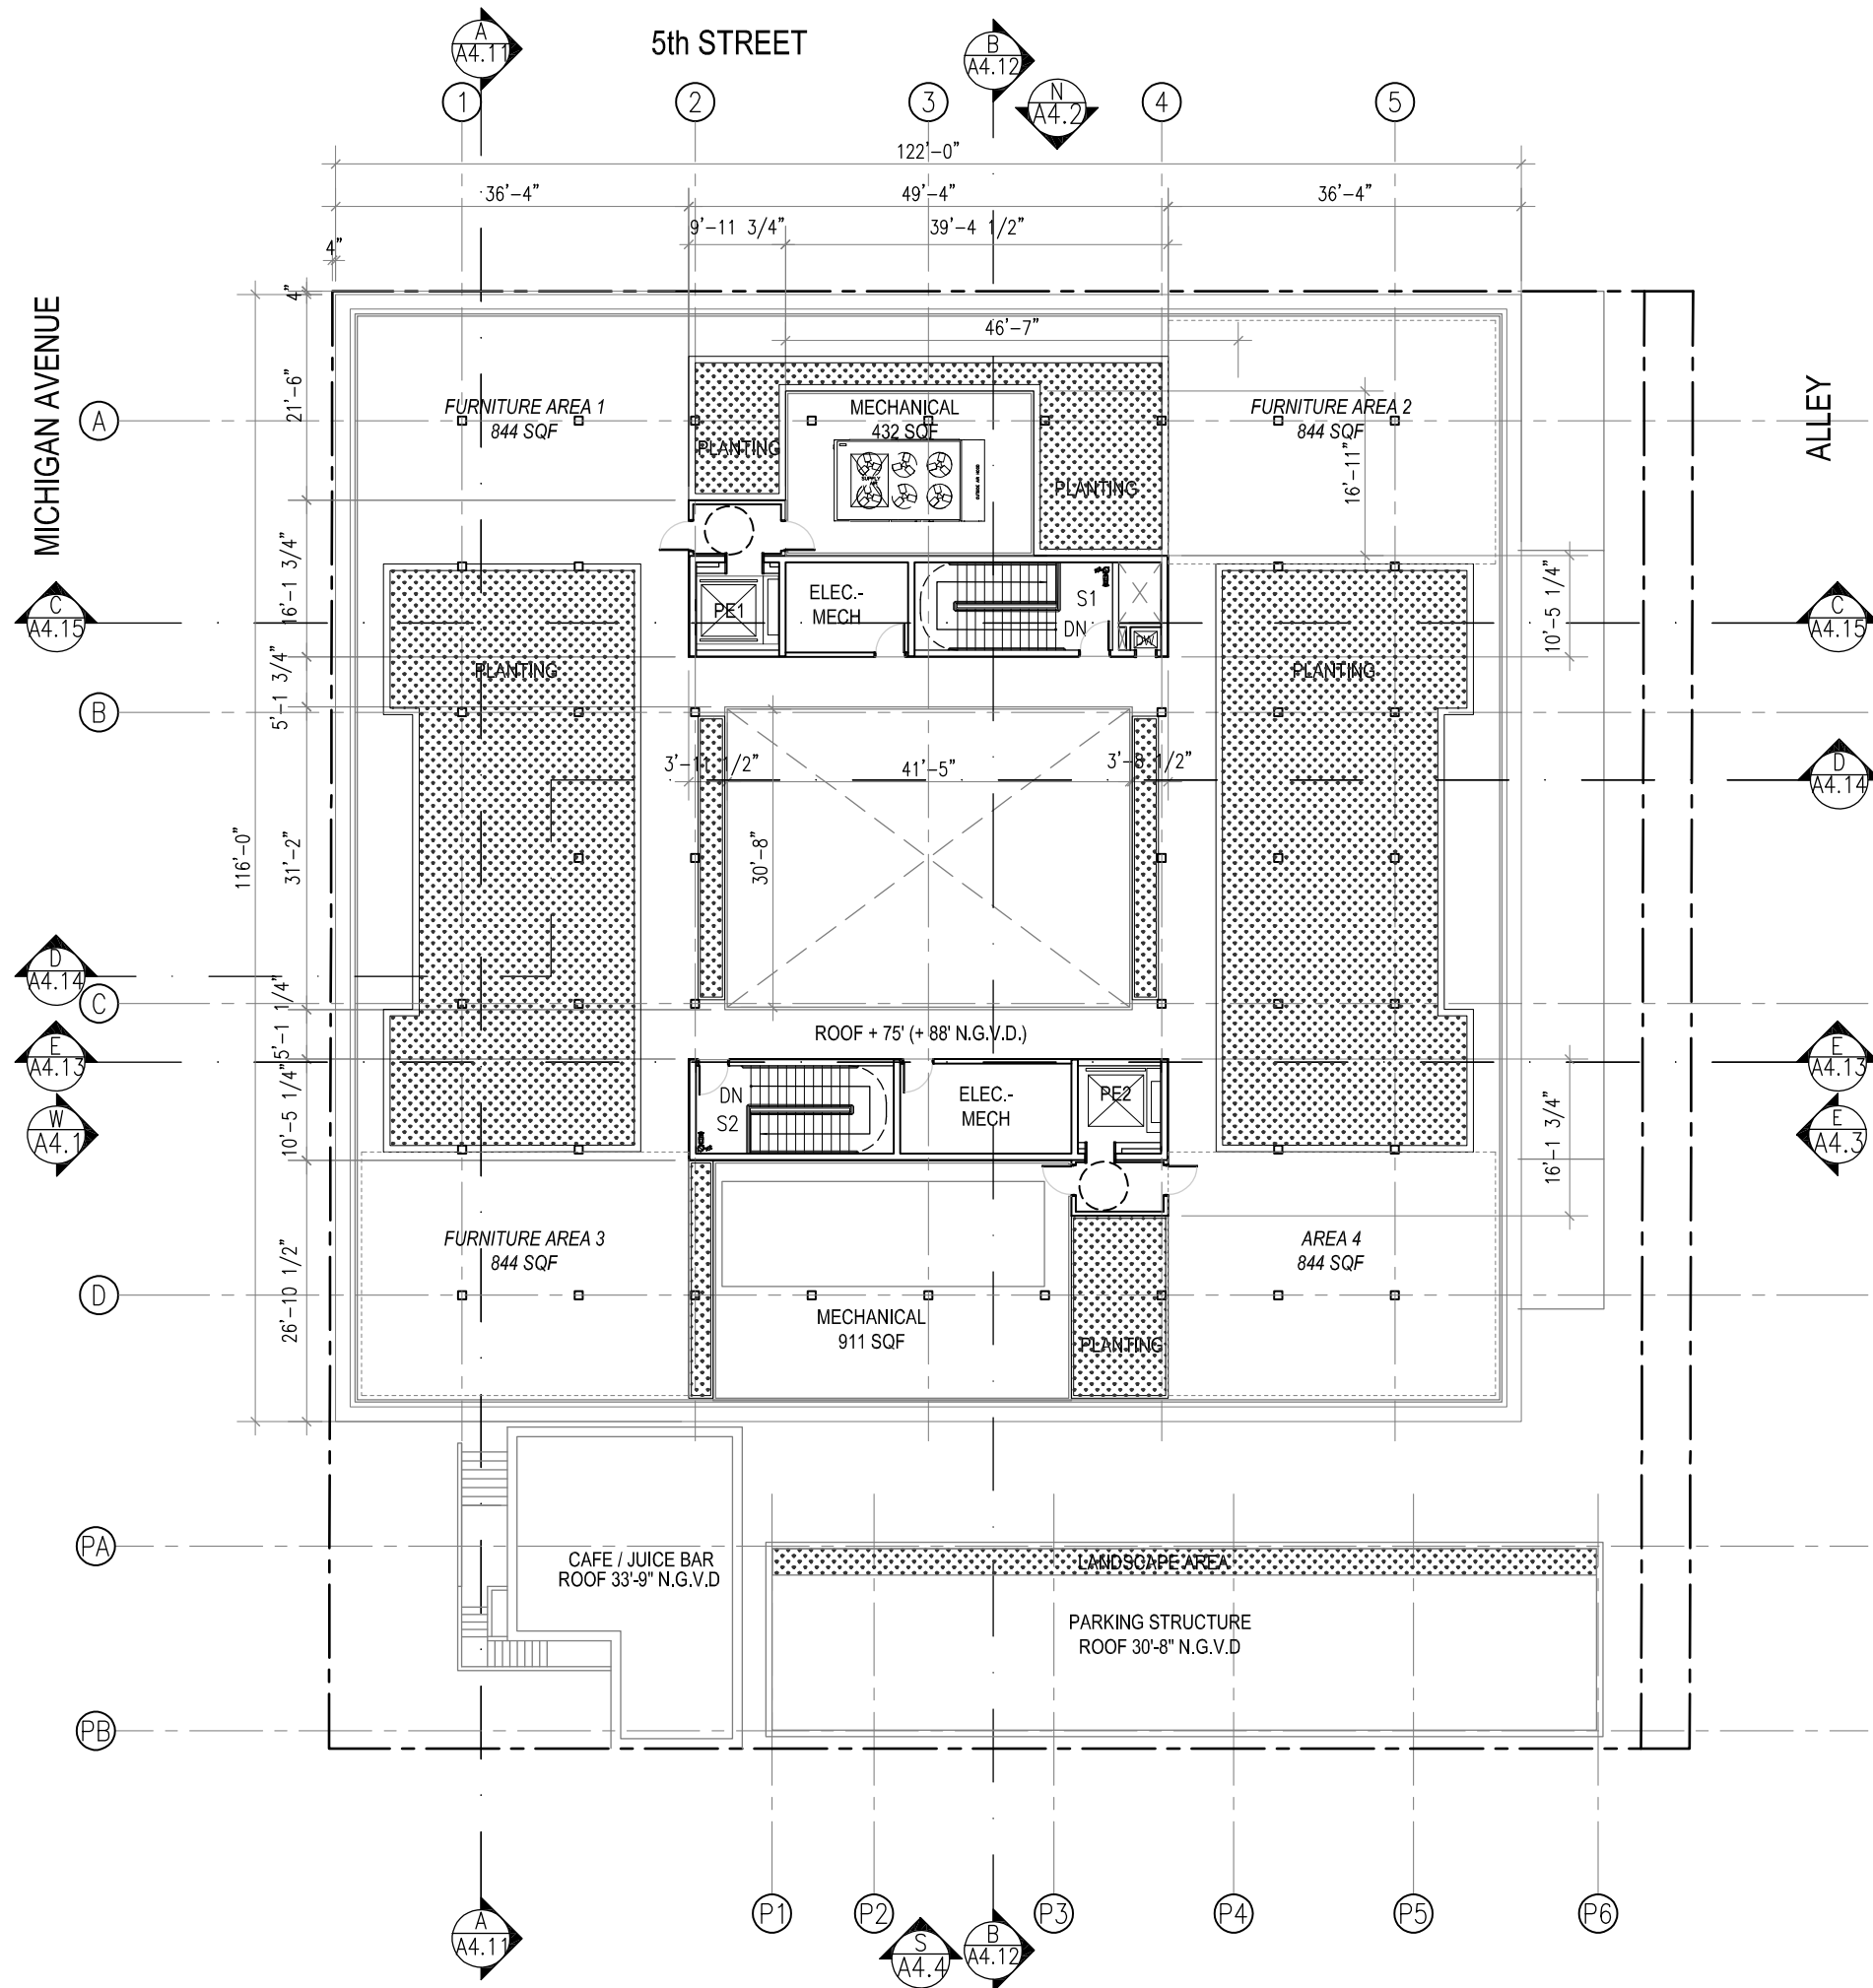 5th STREET
A
A4.11
B
A4.12
N
A4.2
1
2
3
4
5
122'-0"
36'-4"
49'-4"
36'-4"
9'-11 3/4"
39'-4 1/2"
4"
4"
46'-7"
MICHIGAN AVENUE
ALLEY
A
21'-6"
FURNITURE AREA 1
844 SQF
MECHANICAL
432 SQF
FURNITURE AREA 2
844 SQF
PLANTING
PLANTING
SUPPLY
16'-11"
16'-1 3/4"
C
A4.15
PE1
ELEC.-
MECH
S1
DN
DW
10'-5 1/4"
C
A4.15
5'-1 3/4"
PLANTING
PLANTING
B
3'-11 1/2"
41'-5"
3'-8 1/2"
D
A4.14
116'-0"
31'-2"
30'-8"
D
A4.14
C
5'-1 1/4"
ROOF + 75' (+ 88' N.G.V.D.)
E
A4.13
E
A4.13
10'-5 1/4"
DN
S2
ELEC.-
MECH
PE2
W
A4.1
E
A4.3
16'-1 3/4"
FURNITURE AREA 3
844 SQF
AREA 4
844 SQF
26'-10 1/2"
D
MECHANICAL
911 SQF
PLANTING
PA
CAFE / JUICE BAR
ROOF 33'-9" N.G.V.D
LANDSCAPE AREA
PARKING STRUCTURE
ROOF 30'-8" N.G.V.D
PB
P1
P2
P3
P4
P5
P6
A
A4.11
S
A4.4
B
A4.12